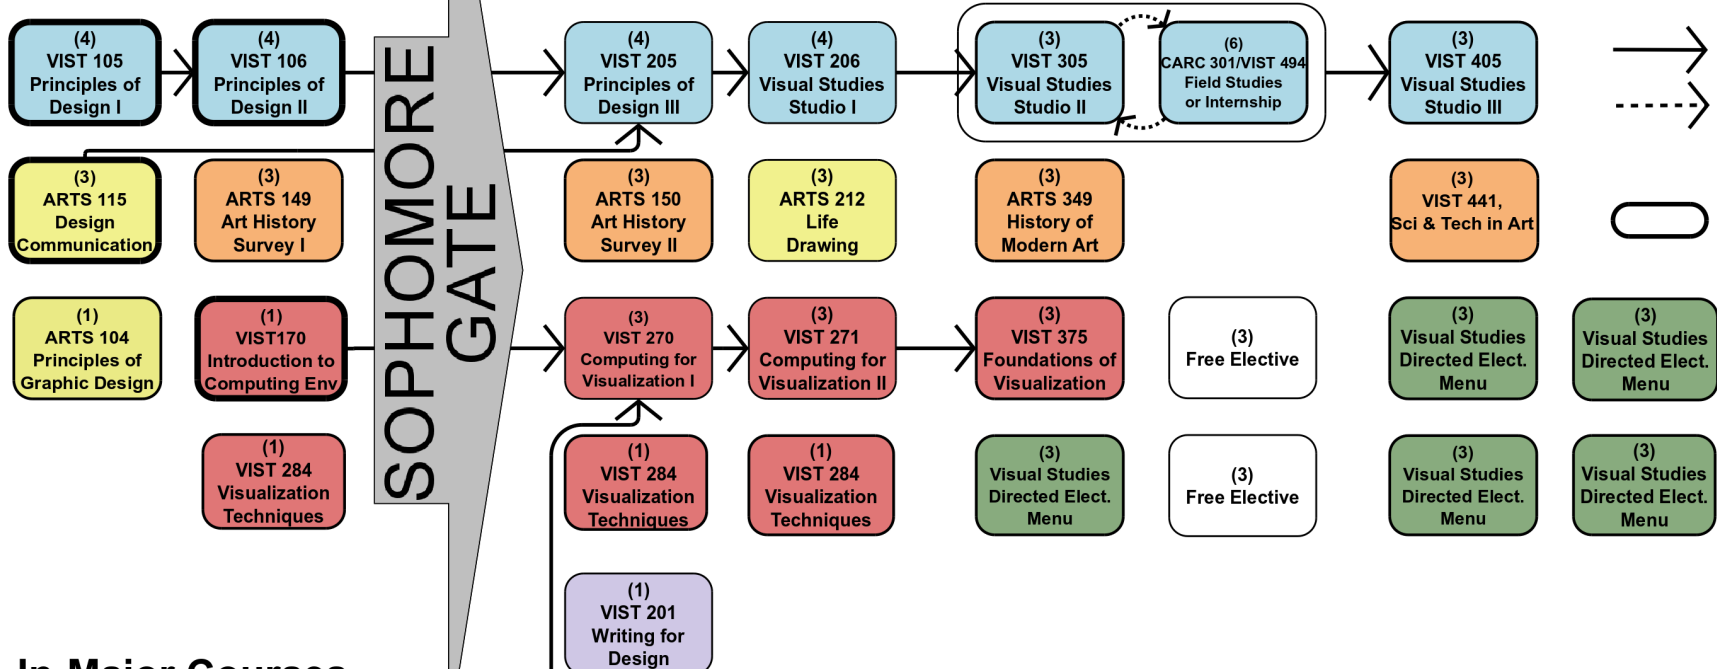 (4)
VIST 105
Principles of
Design I
(4)
VIST 106
Principles of
Design II
(4)
VIST 205
Principles of
Design III
(4)
VIST 206
Visual Studies
Studio I
(3)
VIST 305
Visual Studies
Studio II
(6)
CARC 301/VIST 494
Field Studies
or Internship
(3)
VIST 405
Visual Studies
Studio III
SOPHOMORE
GATE
(3)
ARTS 115
Design
Communication
(3)
ARTS 149
Art History
Survey I
(3)
ARTS 150
Art History
Survey II
(3)
ARTS 212
Life
Drawing
(3)
ARTS 349
History of
Modern Art
(3)
VIST 441,
Sci & Tech in Art
(1)
ARTS 104
Principles of
Graphic Design
(1)
VIST170
Introduction to
Computing Env
(3)
VIST 270
Computing for
Visualization I
(3)
VIST 271
Computing for
Visualization II
(3)
VIST 375
Foundations of
Visualization
(3)
Free Elective
(3)
Visual Studies
Directed Elect.
Menu
(3)
Visual Studies
Directed Elect.
Menu
(1)
VIST 284
Visualization
Techniques
(1)
VIST 284
Visualization
Techniques
(1)
VIST 284
Visualization
Techniques
(3)
Visual Studies
Directed Elect.
Menu
(3)
Free Elective
(3)
Visual Studies
Directed Elect.
Menu
(3)
Visual Studies
Directed Elect.
Menu
(1)
VIST 201
Writing for
Design
In-Major Courses